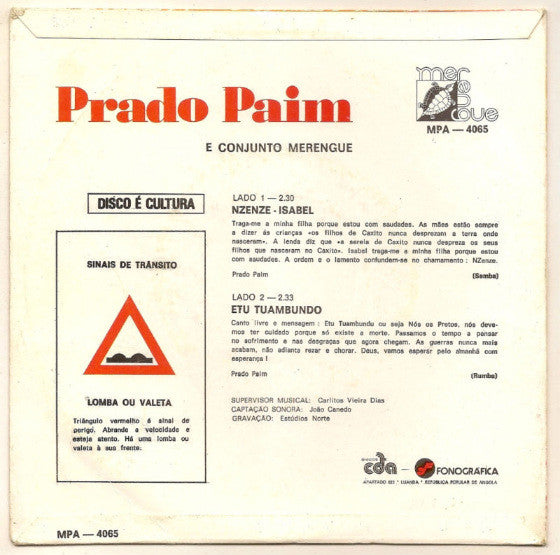 Prado Paim
E CONJUNTO MERENGUE
merengue
MPA — 4065
DISCO É CULTURA
SINAIS DE TRÂNSITO
LOMBA OU VALETA
Triângulo vermelho é sinal de
perigo. Abrande a velocidade e
esteja atento. Há uma lomba ou
valeta à sua frente.
LADO 1 — 2.30
NZENZE - ISABEL
Traga-me a minha filha porque estou com saudades. As mães estão sempre
a dizer às crianças «os filhos de Caxito nunca desprezam a terra onde
nasceram». A lenda diz que «a sereia de Caxito nunca despreza os seus
filhos que nasceram no Caxito». Isabel traga-me a minha filha porque estou
com saudades. A ordem e o lamento confundem-se no chamamento: NZenze.
Prado Paim (Samba)
LADO 2 — 2.33
ETU TUAMBUNDO
Canto livre e mensagem: Etu Tuambundu ou seja Nós os Pretos, nós deve-
mos ter cuidado porque só existe a morte. Passamos o tempo a pensar
no sofrimento e nas desgraças que agora chegam. As guerras nunca mais
acabam, não adianta rezar e chorar. Deus, vamos esperar pelo amanhã com
esperança!
Prado Paim (Rumba)
SUPERVISOR MUSICAL: Carlitos Vieira Dias
CAPTAÇÃO SONORA: João Canedo
GRAVAÇÃO: Estúdios Norte
cda — FONOGRÁFICA
APARTADO 821 * LUANDA * REPÚBLICA POPULAR DE ANGOLA
MPA — 4065